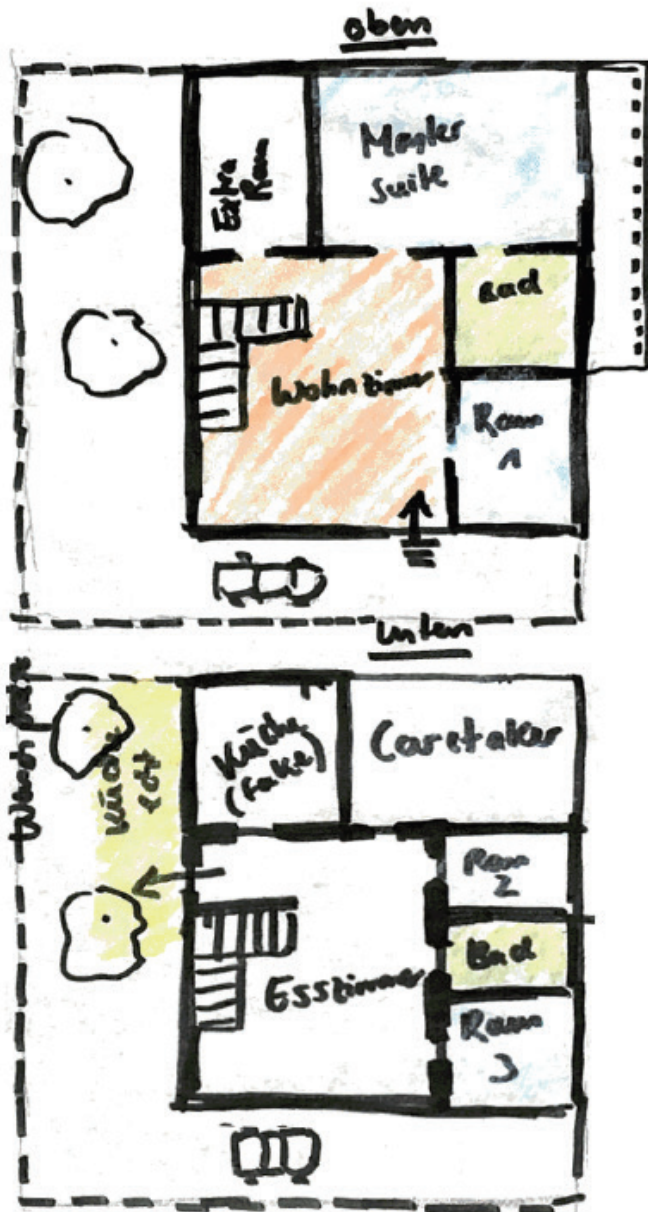 oben
Extra
Raum
Master
Suite
Bad
Wohnzimmer
Raum
1
unten
Küche
echt
Küche
(Fake)
Caretaker
Raum
2
Bad
Esszimmer
Raum
3